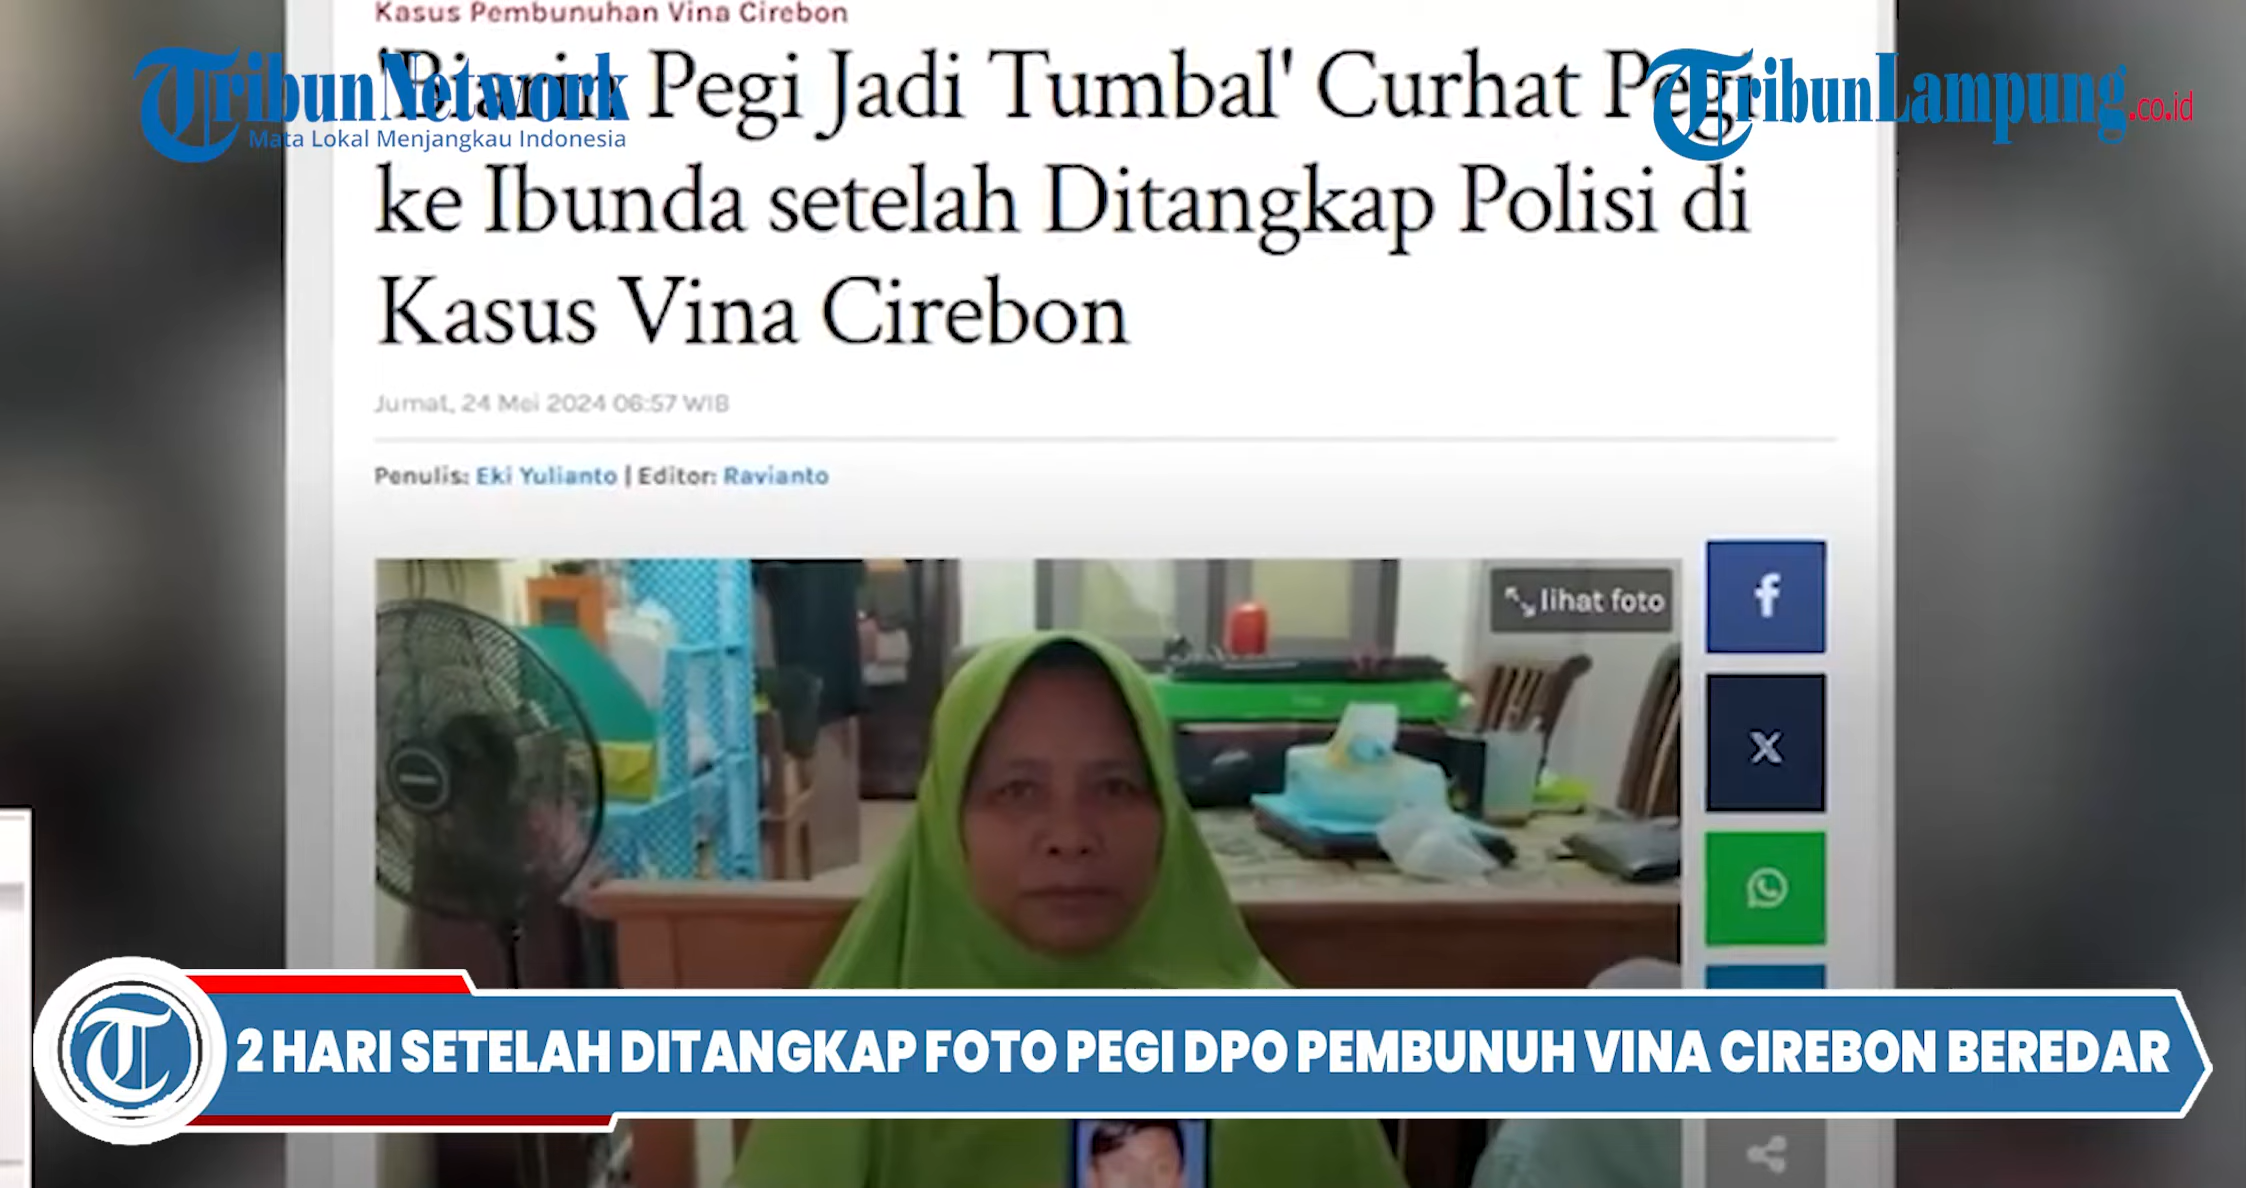 Kasus Pembunuhan Vina Cirebon
'Biarin Pegi Jadi Tumbal' Curhat Pegi
TribunNetwork
Mata Lokal Menjangkau Indonesia
TribunLampung.co.id
ke Ibunda setelah Ditangkap Polisi di
Kasus Vina Cirebon
Jumat, 24 Mei 2024 06:57 WIB
Penulis: Eki Yulianto | Editor: Ravianto
lihat foto
f
X
T 2 HARI SETELAH DITANGKAP FOTO PEGI DPO PEMBUNUH VINA CIREBON BEREDAR